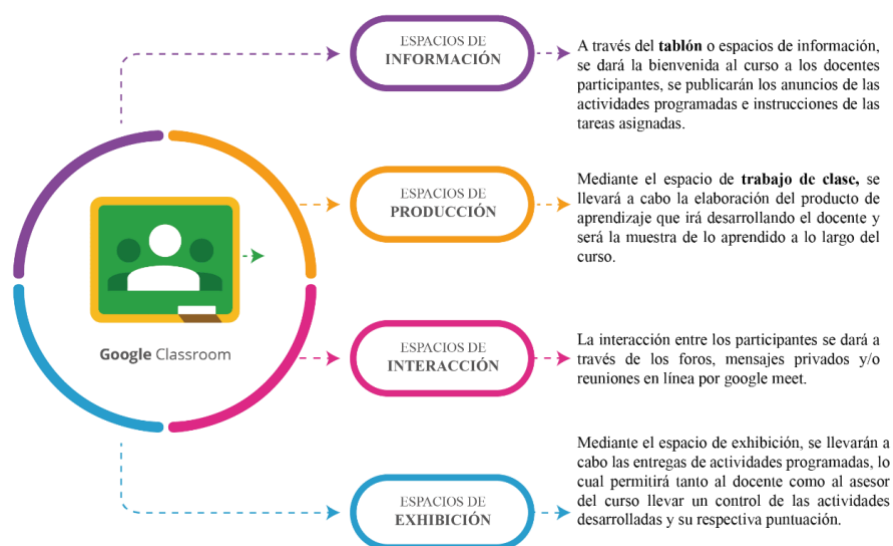 ESPACIOS DE
INFORMACIÓN
A través del tablón o espacios de información,
se dará la bienvenida al curso a los docentes
participantes, se publicarán los anuncios de las
actividades programadas e instrucciones de las
tareas asignadas.
ESPACIOS DE
PRODUCCIÓN
Mediante el espacio de trabajo de clase, se
llevará a cabo la elaboración del producto de
aprendizaje que irá desarrollando el docente y
será la muestra de lo aprendido a lo largo del
curso.
Google Classroom
ESPACIOS DE
INTERACCIÓN
La interacción entre los participantes se dará a
través de los foros, mensajes privados y/o
reuniones en línea por google meet.
ESPACIOS DE
EXHIBICIÓN
Mediante el espacio de exhibición, se llevarán a
cabo las entregas de actividades programadas, lo
cual permitirá tanto al docente como al asesor
del curso llevar un control de las actividades
desarrolladas y su respectiva puntuación.